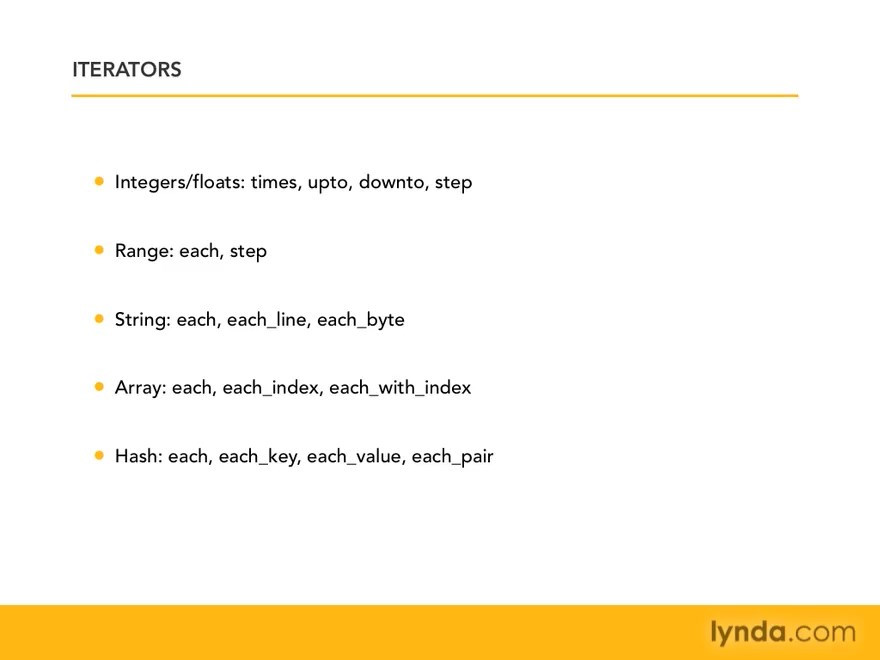 ITERATORS
Integers/floats: times, upto, downto, step
Range: each, step
String: each, each_line, each_byte
Array: each, each_index, each_with_index
Hash: each, each_key, each_value, each_pair
lynda.com